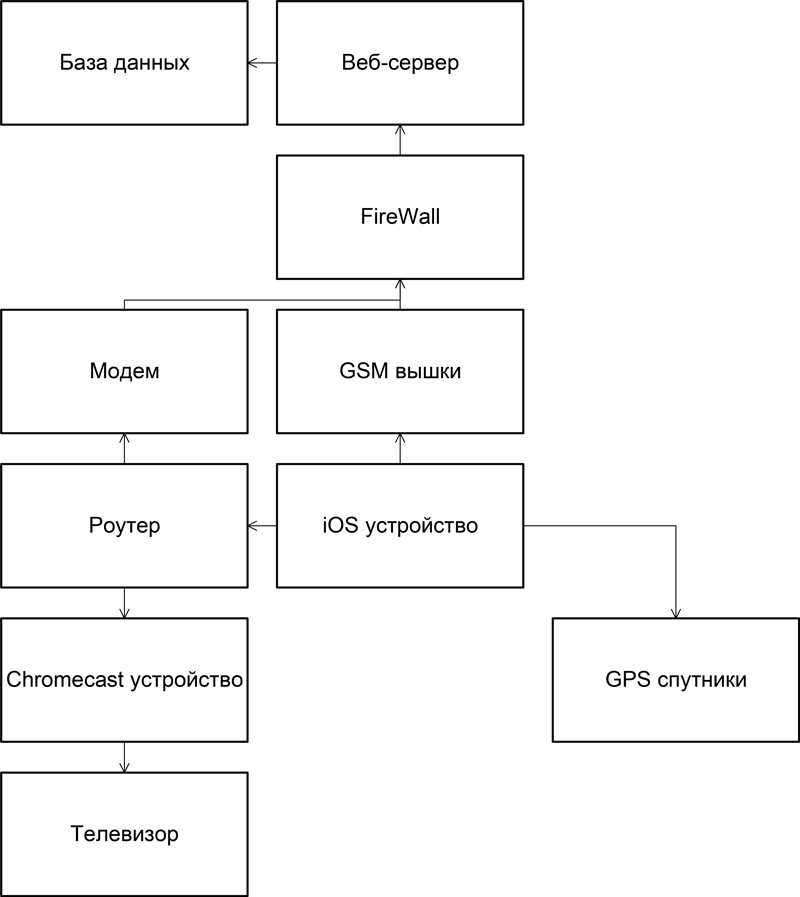 База данных
Веб-сервер
FireWall
Модем
GSM вышки
Роутер
iOS устройство
Chromecast устройство
GPS спутники
Телевизор